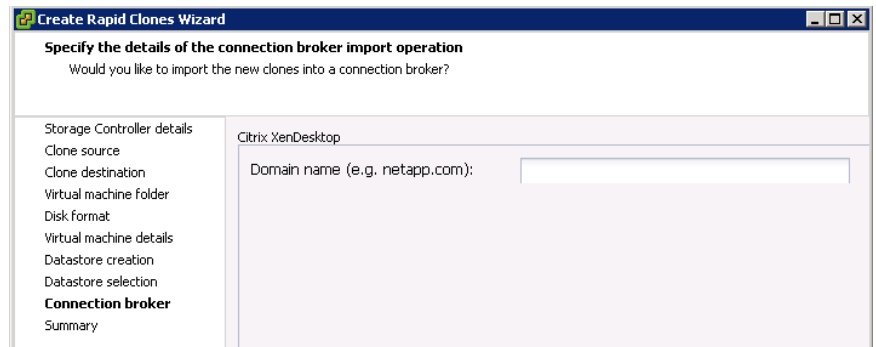 Create Rapid Clones Wizard
Specify the details of the connection broker import operation
Would you like to import the new clones into a connection broker?
Storage Controller details
Clone source
Clone destination
Virtual machine folder
Disk format
Virtual machine details
Datastore creation
Datastore selection
Connection broker
Summary
Citrix XenDesktop
Domain name (e.g. netapp.com):